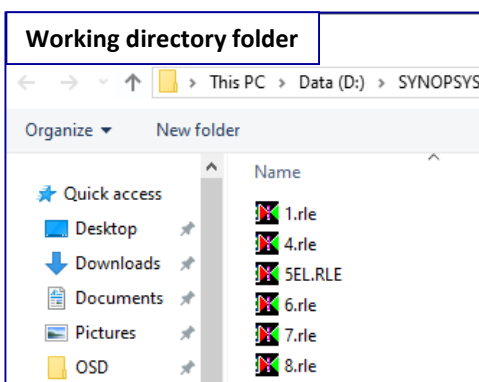 Working directory folder
This PC > Data (D:) > SYNOPSYS
Organize New folder
Name
Quick access
Desktop
Downloads
Documents
Pictures
OSD
1.rle
4.rle
5EL.RLE
6.rle
7.rle
8.rle